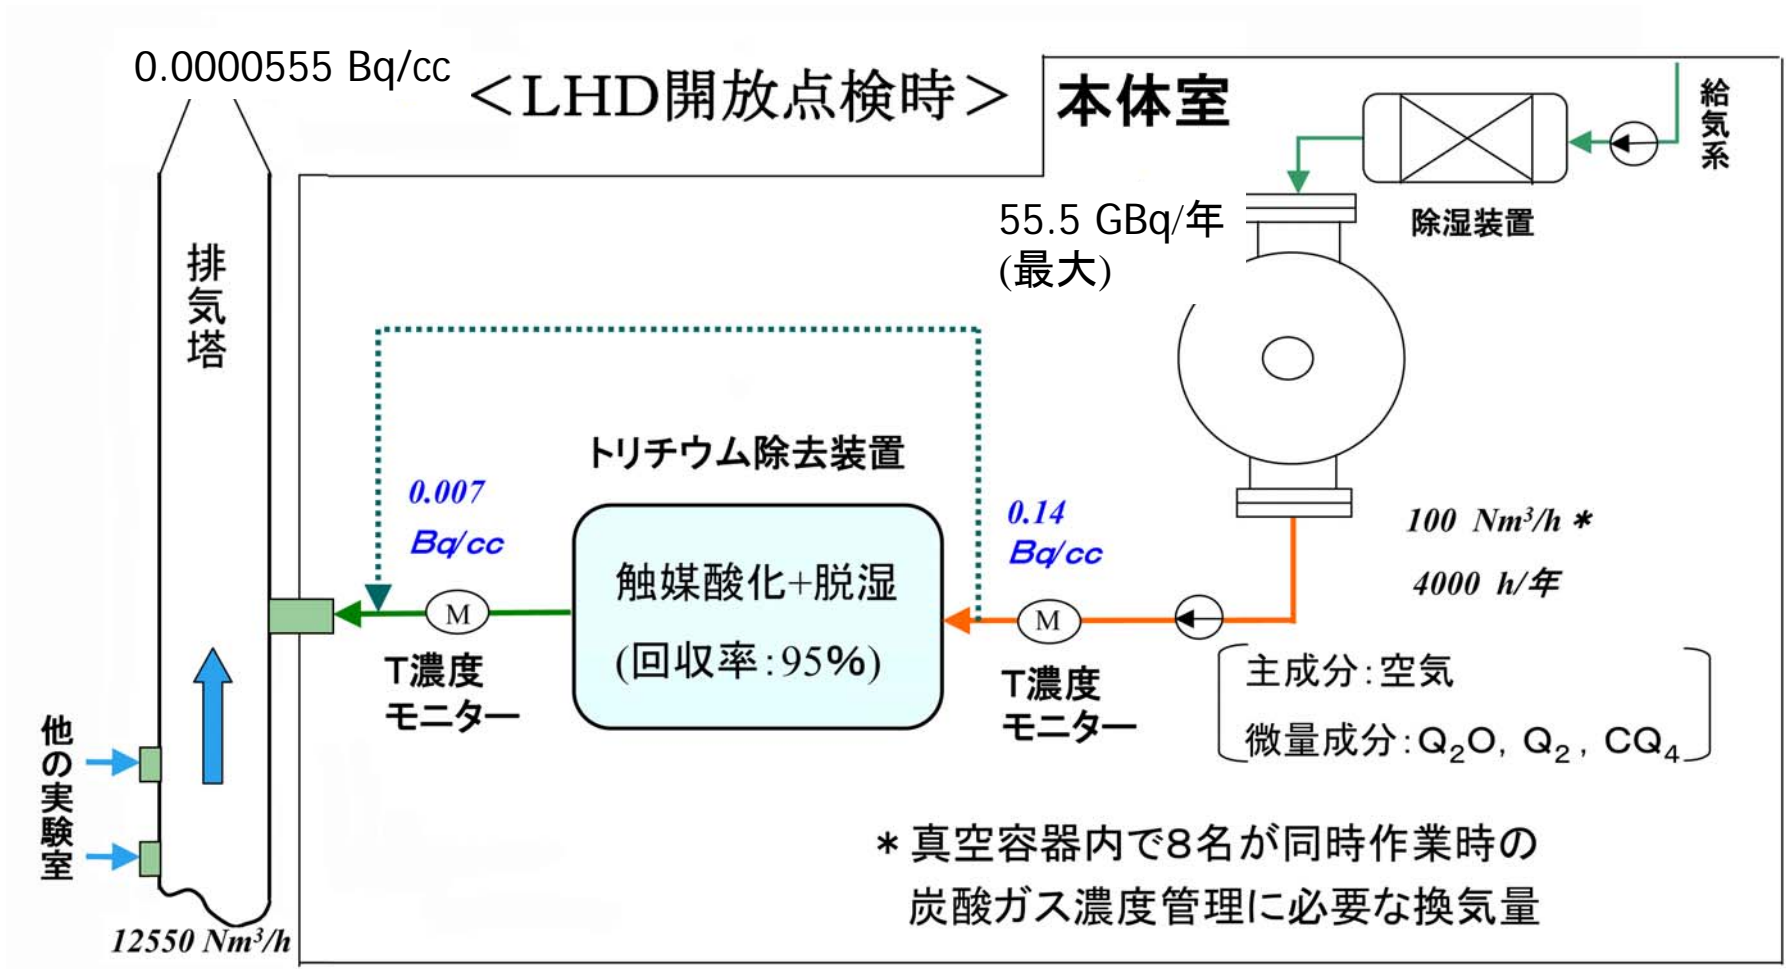 0.0000555 Bq/cc
＜LHD開放点検時＞
本体室
給気系
除湿装置
55.5 GBq/年
(最大)
排気塔
トリチウム除去装置
0.007
Bq/cc
0.14
Bq/cc
100 Nm³/h＊
4000 h/年
触媒酸化+脱湿
(回収率：95%)
M
M
T濃度
モニター
T濃度
モニター
主成分：空気
微量成分：Q₂O, Q₂, CQ₄
他の実験室
＊真空容器内で8名が同時作業時の
炭酸ガス濃度管理に必要な換気量
12550 Nm³/h